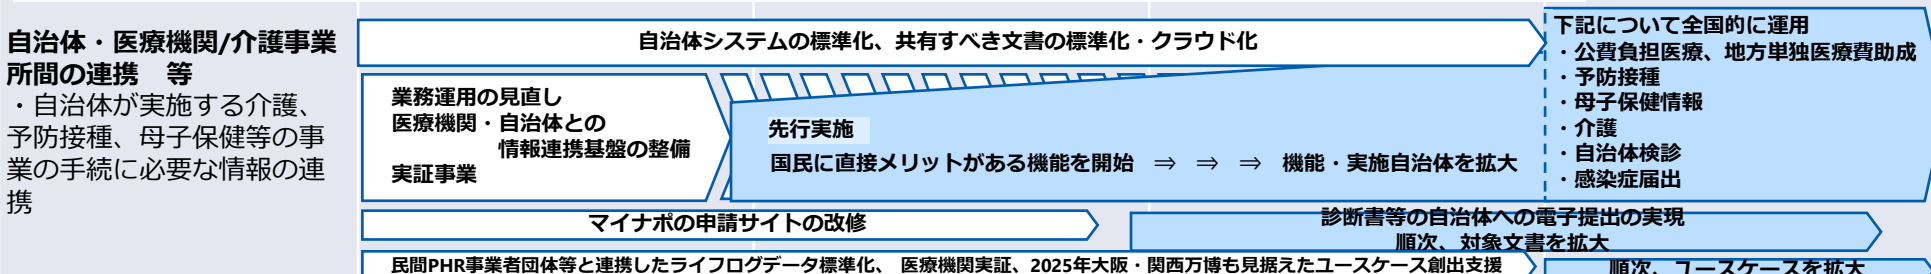 自治体・医療機関/介護事業
所間の連携　等
・自治体が実施する介護、
予防接種、母子保健等の事
業の手続に必要な情報の連
携
自治体システムの標準化、共有すべき文書の標準化・クラウド化
業務運用の見直し
医療機関・自治体との
情報連携基盤の整備
実証事業
先行実施
国民に直接メリットがある機能を開始　⇒　⇒　⇒　機能・実施自治体を拡大
下記について全国的に運用
・公費負担医療、地方単独医療費助成
・予防接種
・母子保健情報
・介護
・自治体検診
・感染症届出
マイナポの申請サイトの改修
診断書等の自治体への電子提出の実現
順次、対象文書を拡大
民間PHR事業者団体等と連携したライフログデータ標準化、 医療機関実証、2025年大阪・関西万博も見据えたユースケース創出支援
順次、ユースケースを拡大